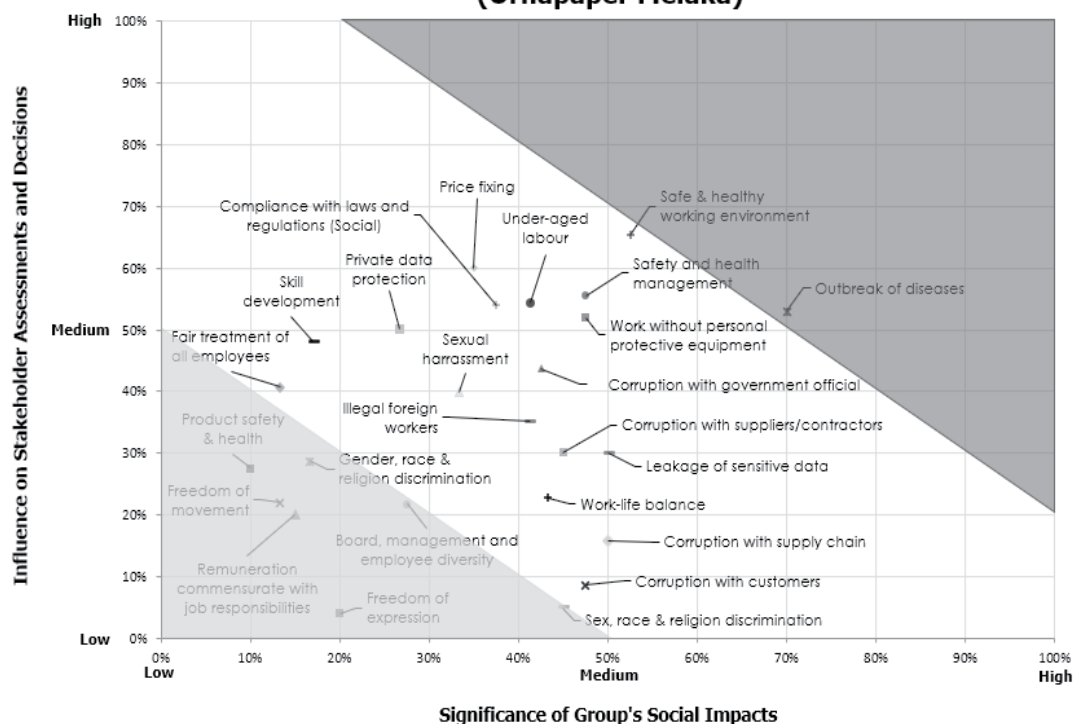 (Ornapaper Melaka)
High
100%
90%
80%
70%
60%
Medium
50%
40%
30%
20%
10%
Low
0%
Influence on Stakeholder Assessments and Decisions
Price fixing
Compliance with laws and
regulations (Social)
Under-aged
labour
Safe & healthy
working environment
Private data
protection
Safety and health
management
Skill
development
Outbreak of diseases
Fair treatment of
all employees
Sexual
harrassment
Work without personal
protective equipment
Corruption with government official
Illegal foreign
workers
Product safety
& health
Corruption with suppliers/contractors
Gender, race &
religion discrimination
Leakage of sensitive data
Freedom of
movement
Work-life balance
Board, management and
employee diversity
Corruption with supply chain
Remuneration
commensurate with
job responsibilities
Corruption with customers
Freedom of
expression
Sex, race & religion discrimination
0%
10%
20%
30%
40%
50%
60%
70%
80%
90%
100%
Low
Medium
High
Significance of Group's Social Impacts